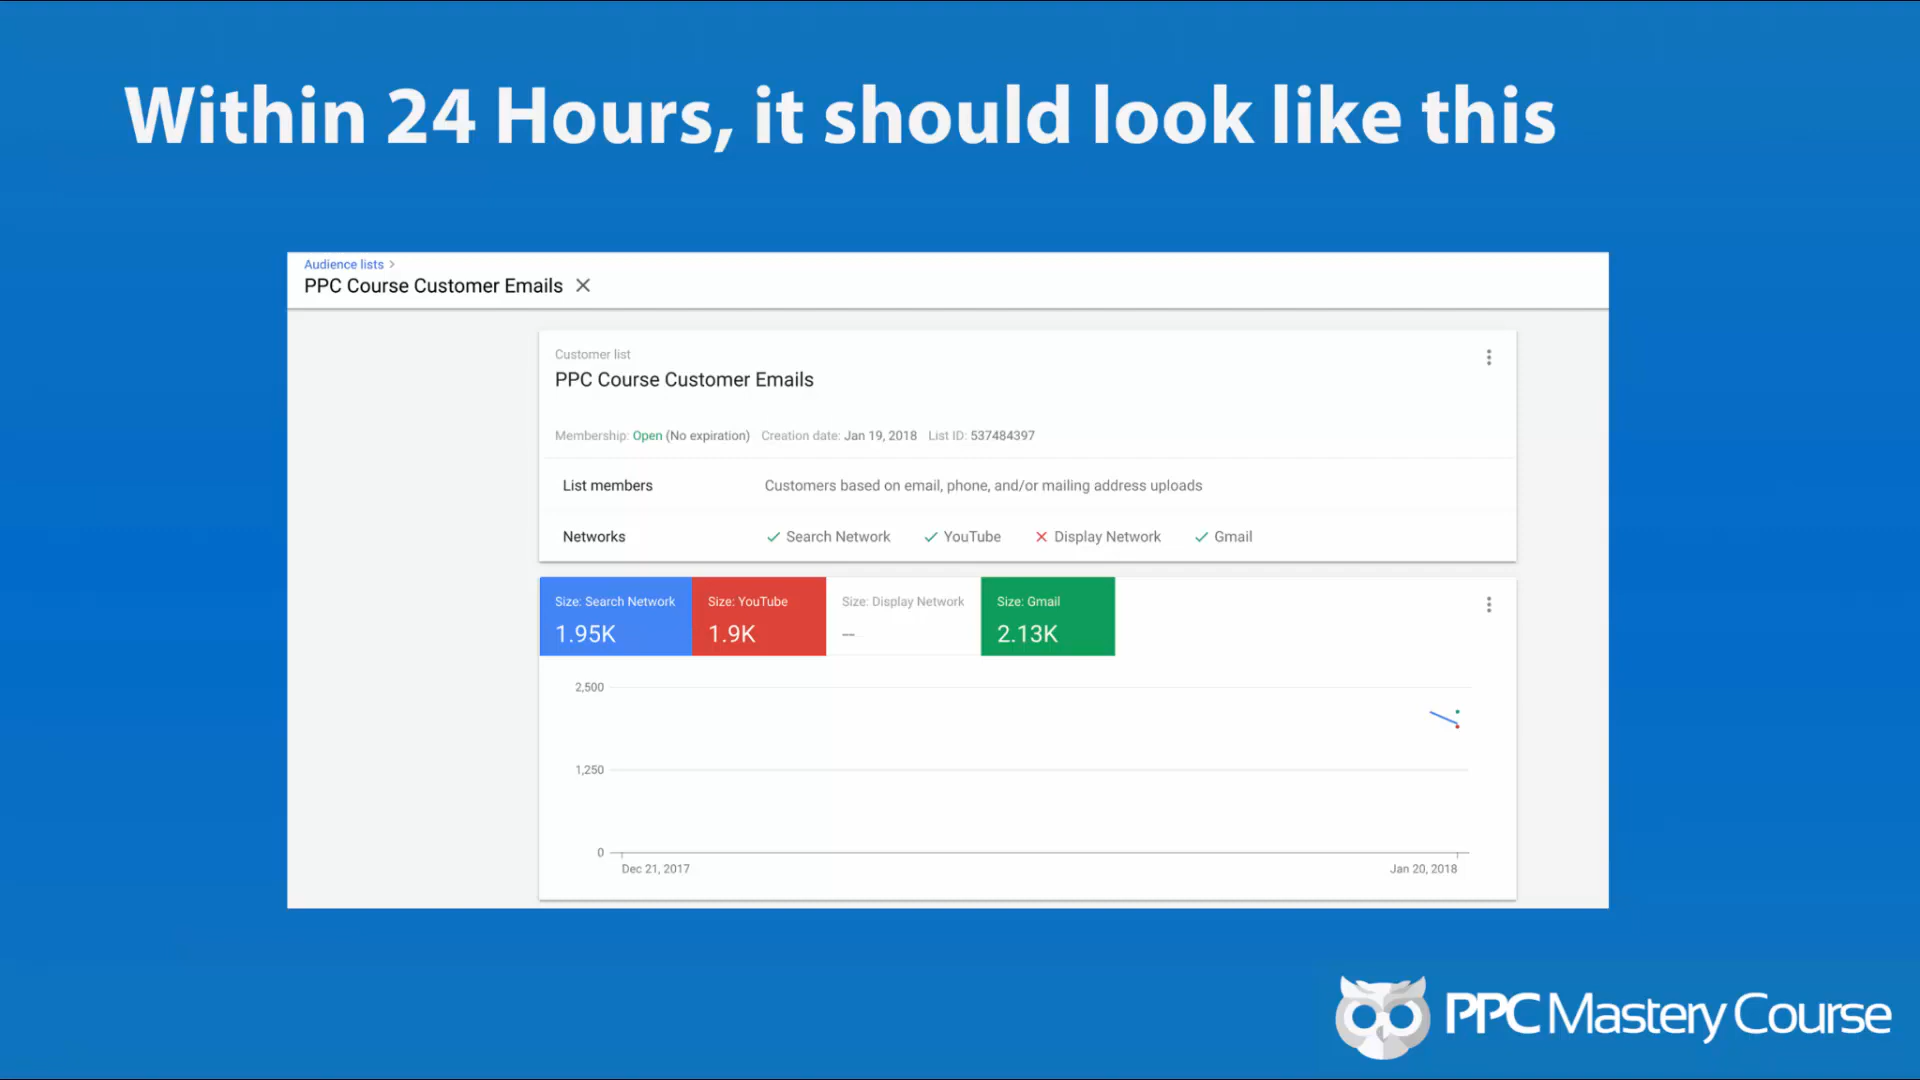 Within 24 Hours, it should look like this
Audience lists >
PPC Course Customer Emails
Customer list
PPC Course Customer Emails
Membership: Open (No expiration) Creation date: Jan 19, 2018 List ID: 537484397
List members Customers based on email, phone, and/or mailing address uploads
Networks Search Network YouTube Display Network Gmail
Size: Search Network Size: YouTube Size: Display Network Size: Gmail
1.95K 1.9K -- 2.13K
2,500
1,250
0
Dec 21, 2017 Jan 20, 2018
PPC Mastery Course